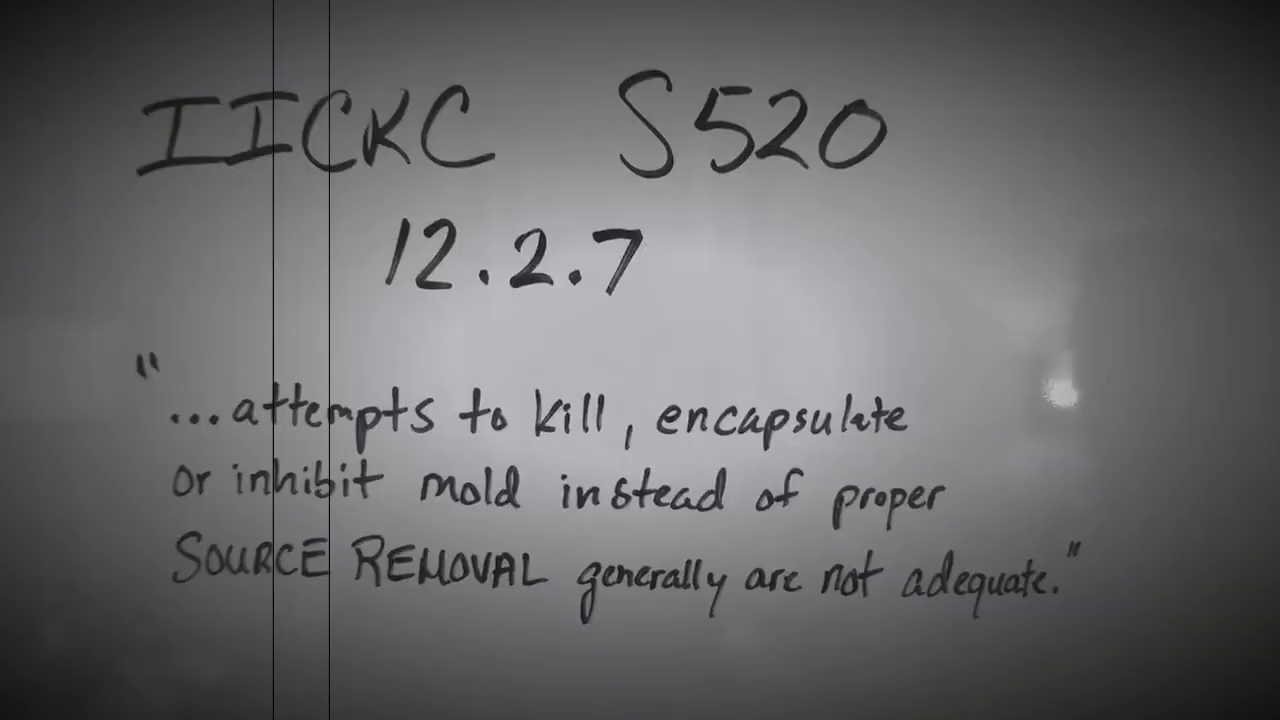 IICKC S520
12.2.7
"...attempts to kill, encapsulate
or inhibit mold instead of proper
SOURCE REMOVAL generally are not adequate."